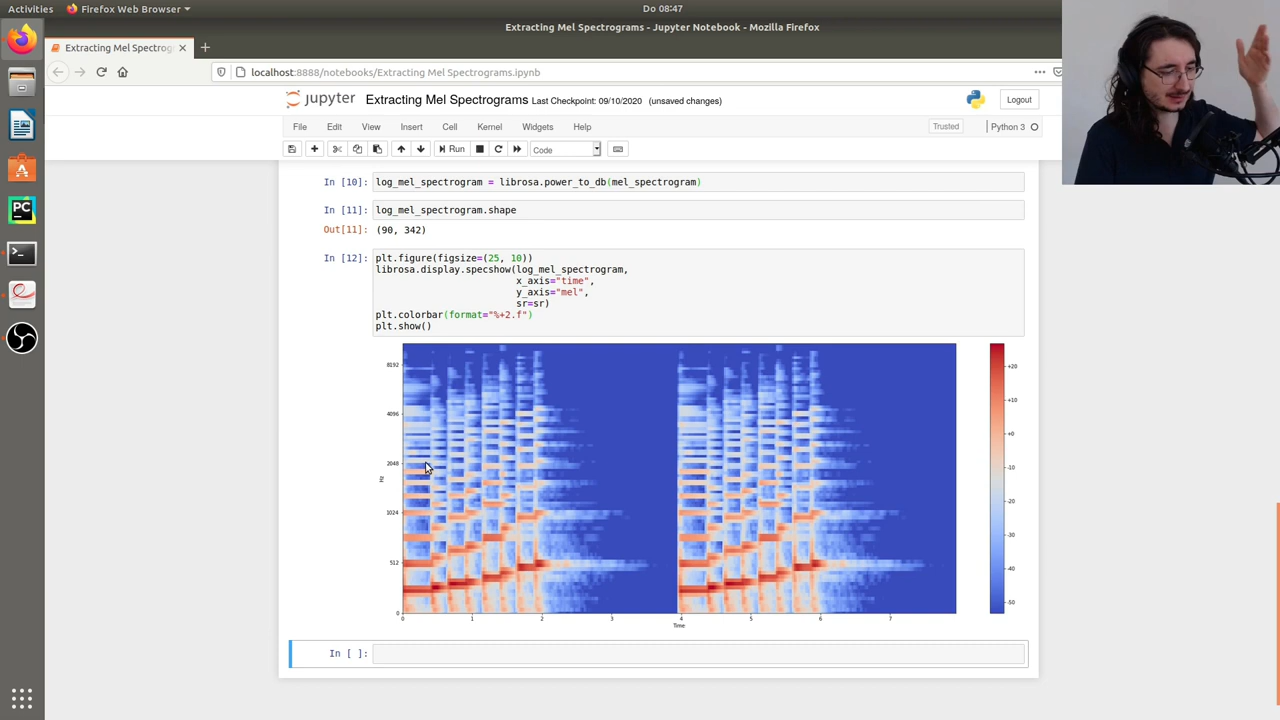 Activities
Firefox Web Browser
Do 08:47
Extracting Mel Spectrograms - Jupyter Notebook - Mozilla Firefox
Extracting Mel Spectrog
localhost:8888/notebooks/Extracting Mel Spectrograms.ipynb
jupyter Extracting Mel Spectrograms Last Checkpoint: 09/10/2020 (unsaved changes)
Logout
File Edit View Insert Cell Kernel Widgets Help
Trusted
Python 3
Run
Code
In [10]: log_mel_spectrogram = librosa.power_to_db(mel_spectrogram)
In [11]: log_mel_spectrogram.shape
Out[11]: (90, 342)
In [12]: plt.figure(figsize=(25, 10))
librosa.display.specshow(log_mel_spectrogram,
x_axis="time",
y_axis="mel",
sr=sr)
plt.colorbar(format="%+2.f")
plt.show()
8192
4096
2048
1024
512
0
Hz
0 1 2 3 4 5 6 7
Time
+20
+10
+0
-10
-20
-30
-40
-50
In [ ]:
PC